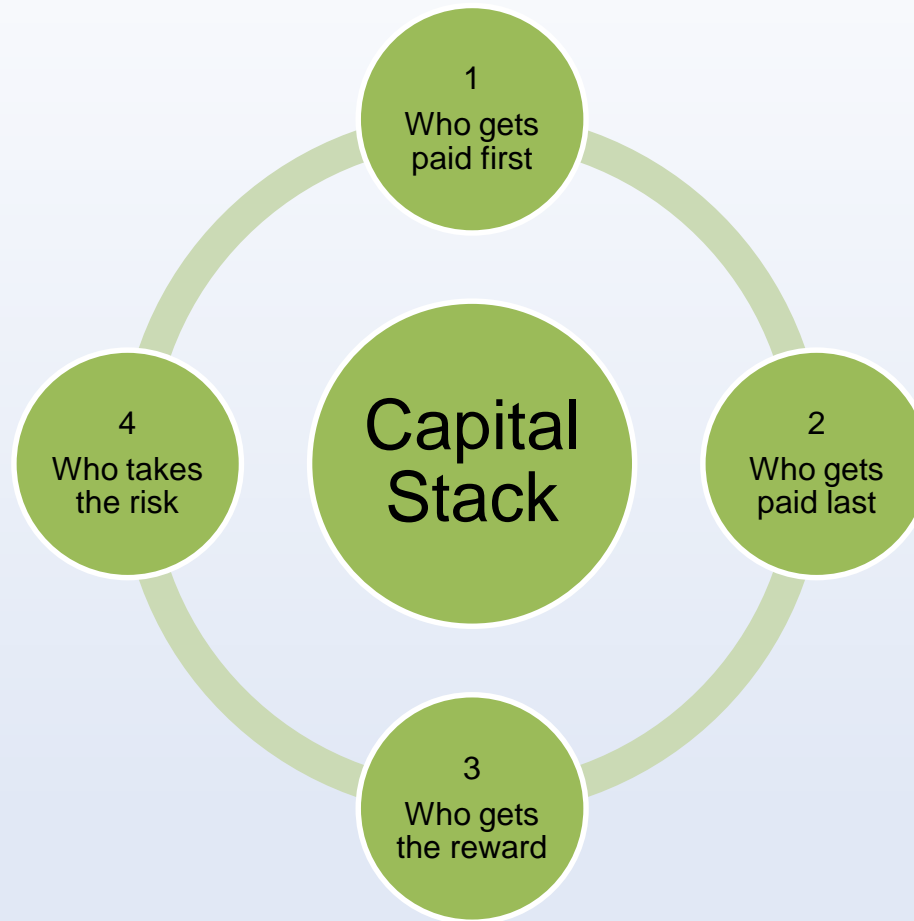 1
Who gets
paid first
Capital
Stack
2
Who gets
paid last
3
Who gets
the reward
4
Who takes
the risk